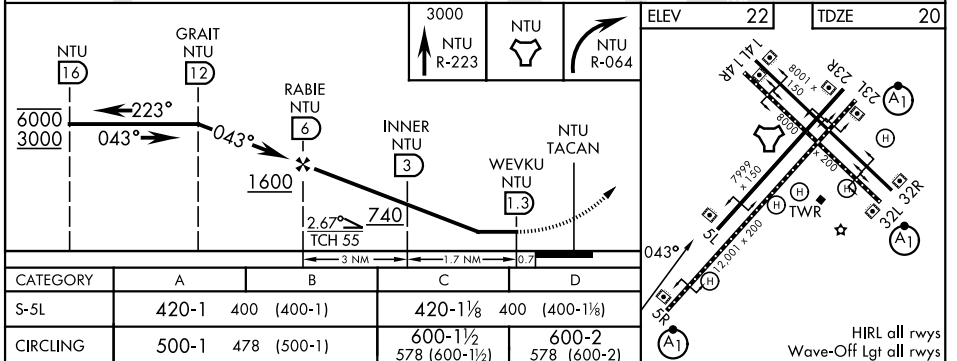 3000
NTU
R-223
NTU
NTU
R-064
NTU
16
GRAIT
NTU
12
RABIE
NTU
6
INNER
NTU
3
WEVKU
NTU
1.3
NTU
TACAN
6000
3000
223°
043°
043°
1600
740
2.67°
TCH 55
3 NM
1.7 NM
0.7
CATEGORY A B C D
S-5L 420-1 400 (400-1) 420-1⅛ 400 (400-1⅛)
CIRCLING 500-1 478 (500-1) 600-1½ 578 (600-1½) 600-2 578 (600-2)
ELEV 22
TDZE 20
14L
14R
8001 x 150
23R
23L
A1
8000 x 200
H
7999 x 150
H
H
H
TWR
32R
32L
A1
5L
12,001 x 200
043°
H
5R
A1
HIRL all rwys
Wave-Off Lgt all rwys